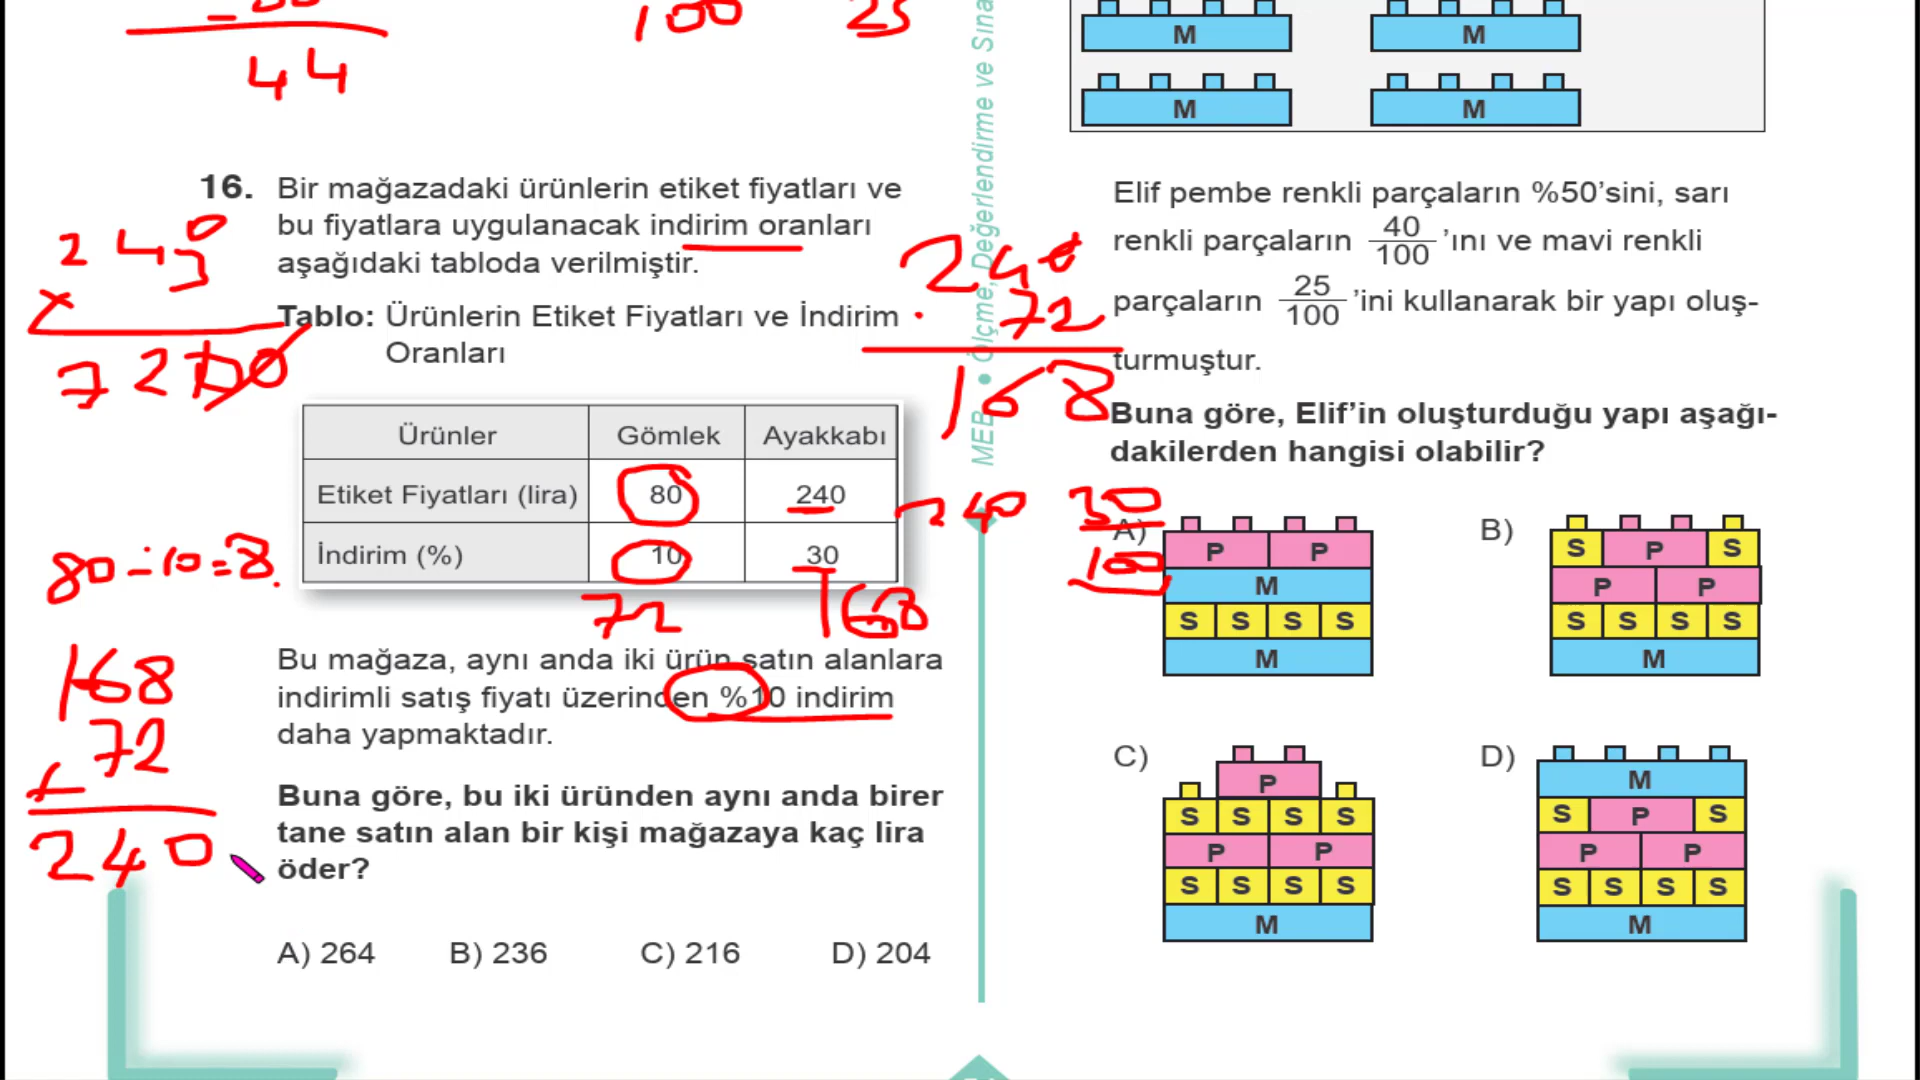 44
100
25
M M
M M
MEB • Ölçme, Değerlendirme ve Sına
16. Bir mağazadaki ürünlerin etiket fiyatları ve
bu fiyatlara uygulanacak indirim oranları
aşağıdaki tabloda verilmiştir.
Tablo: Ürünlerin Etiket Fiyatları ve İndirim
Oranları
Ürünler Gömlek Ayakkabı
Etiket Fiyatları (lira) 80 240
İndirim (%) 10 30
240
3
x
7200
240
72
168
240
30
100
80÷10=8
72
168
168
72
+
240
Bu mağaza, aynı anda iki ürün satın alanlara
indirimli satış fiyatı üzerinden %10 indirim
daha yapmaktadır.
Buna göre, bu iki üründen aynı anda birer
tane satın alan bir kişi mağazaya kaç lira
öder?
A) 264 B) 236 C) 216 D) 204
Elif pembe renkli parçaların %50’sini, sarı
renkli parçaların 40/100 ’ını ve mavi renkli
parçaların 25/100 ’ini kullanarak bir yapı oluş-
turmuştur.
Buna göre, Elif’in oluşturduğu yapı aşağı-
dakilerden hangisi olabilir?
A)
P P
M
S S S S
M
B)
S P S
P P
S S S S
M
C)
P
S S S S
P P
S S S S
M
D)
M
S P S
P P
S S S S
M